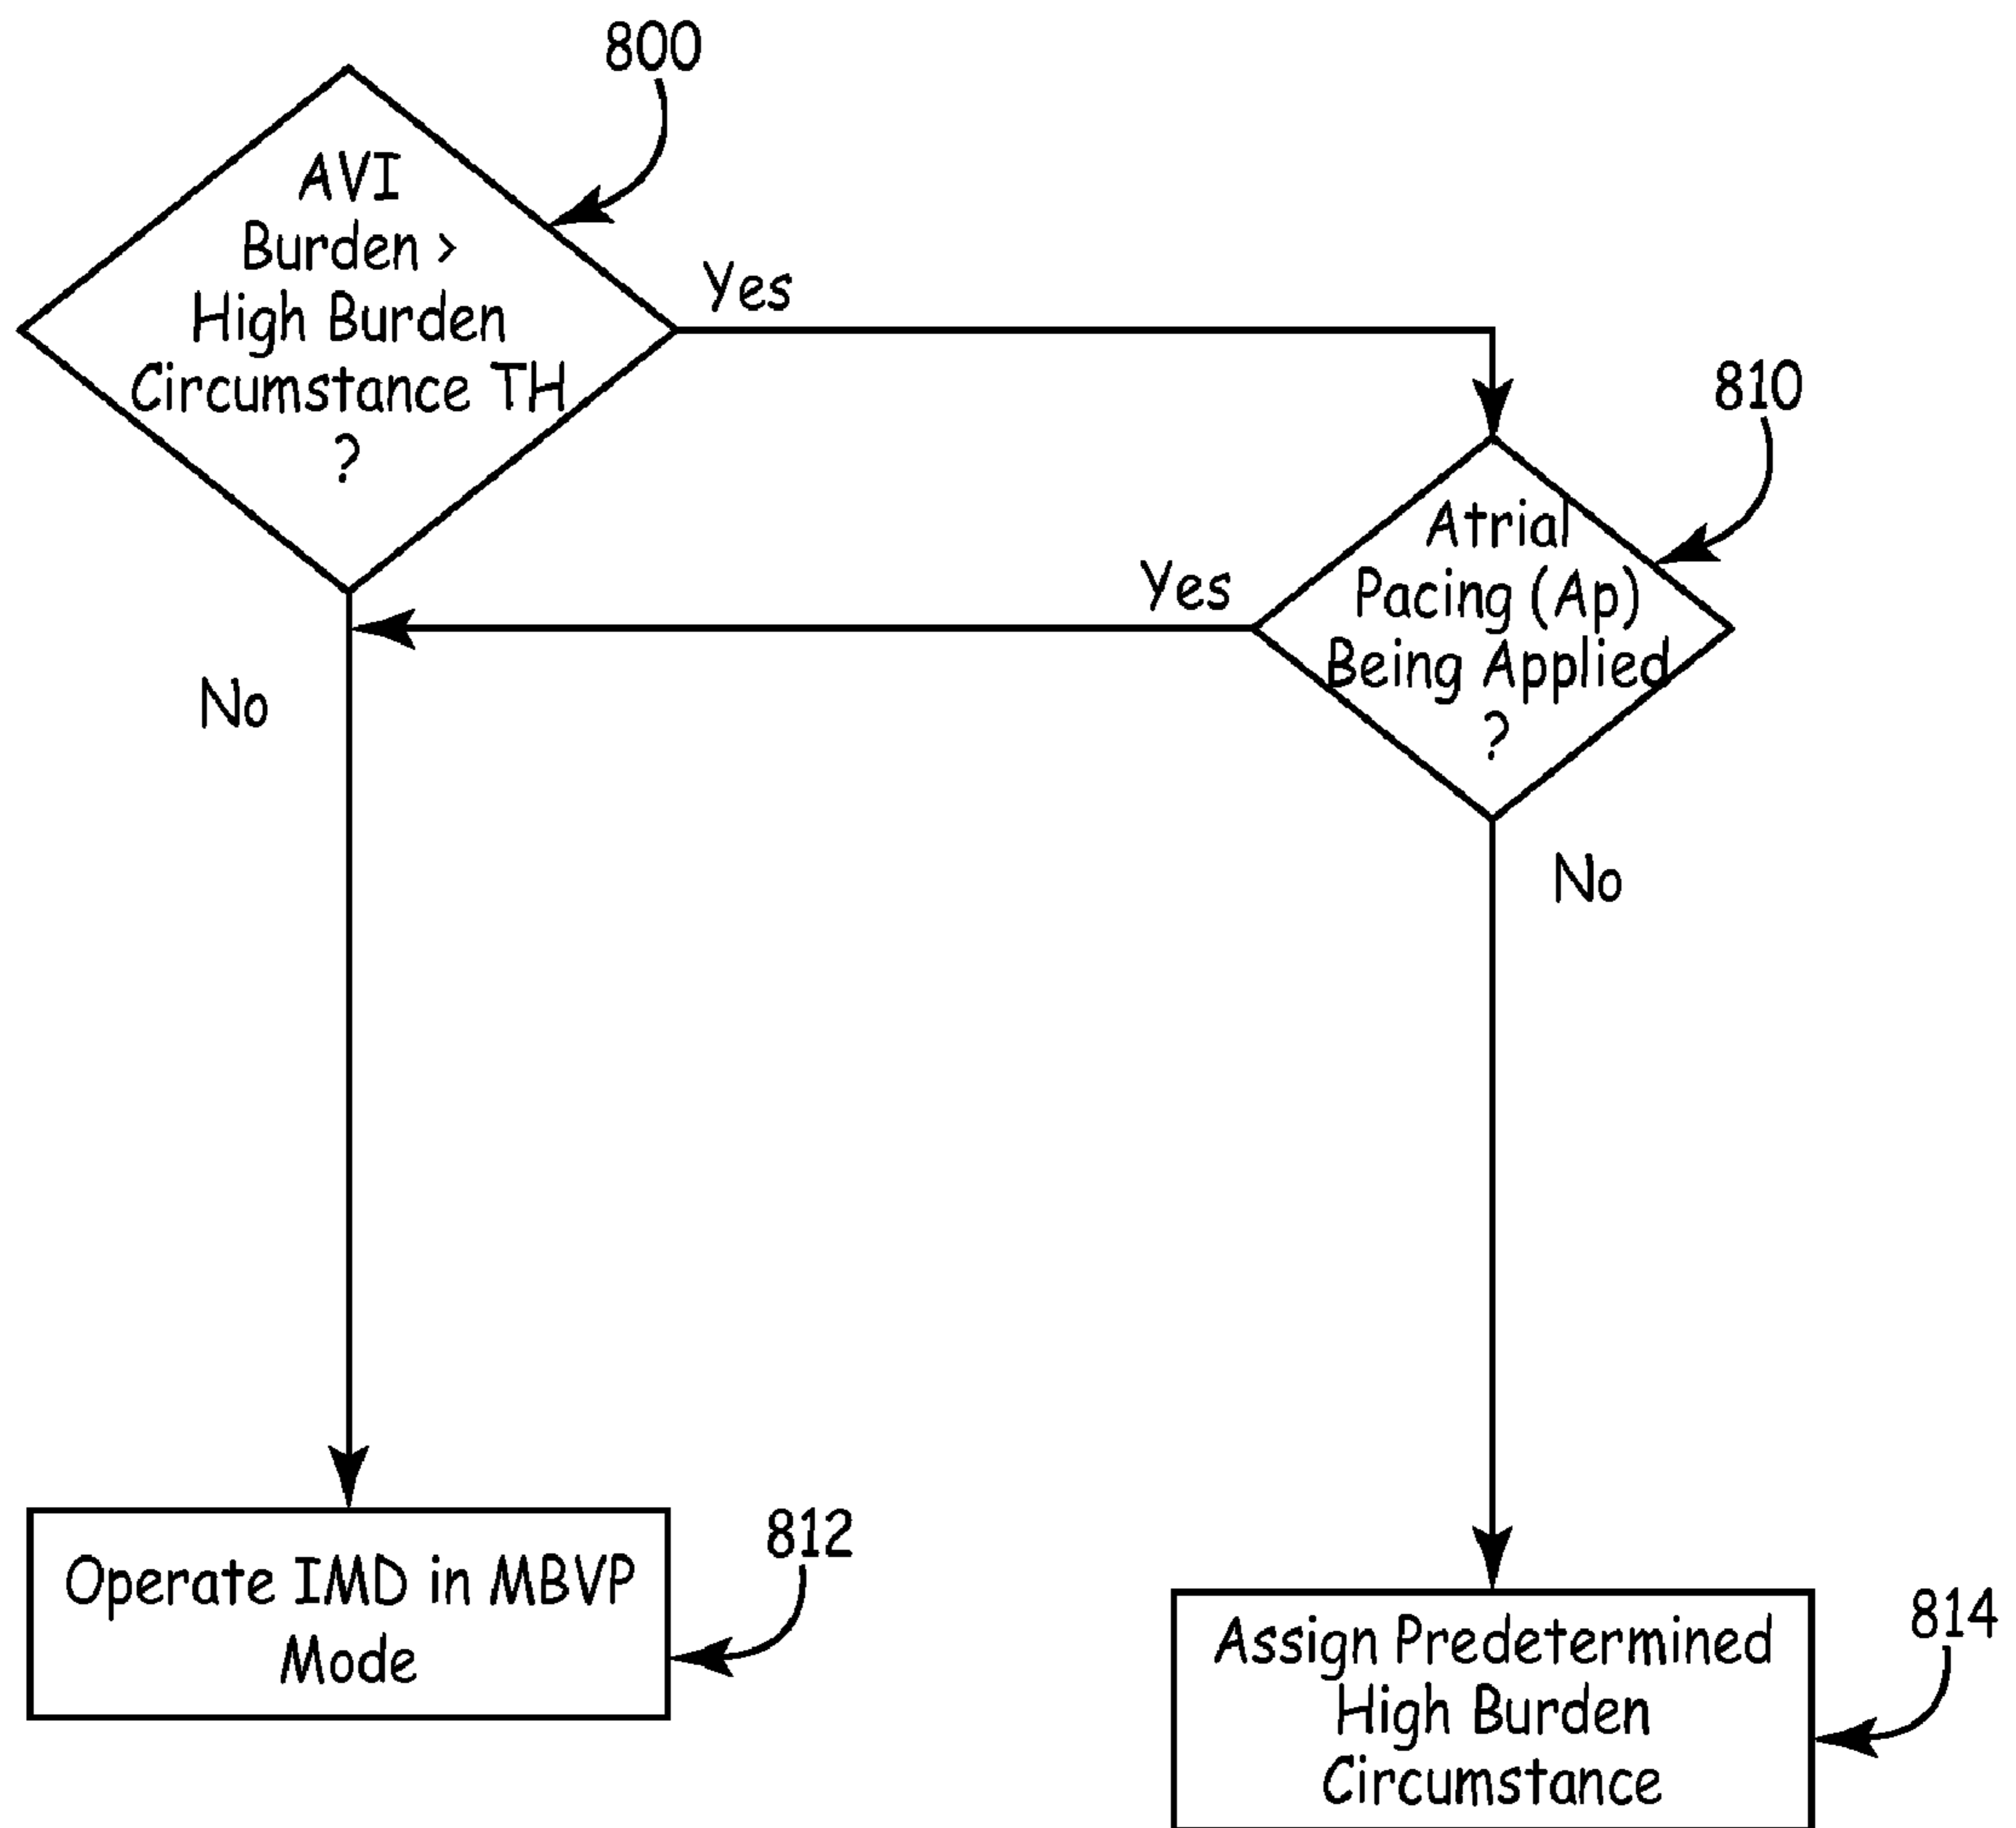 800
AVI
Burden >
High Burden
Circumstance TH
?
Yes
810
Atrial
Pacing (Ap)
Being Applied
?
Yes
No
No
Operate IMD in MBVP
Mode
812
Assign Predetermined
High Burden
Circumstance
814